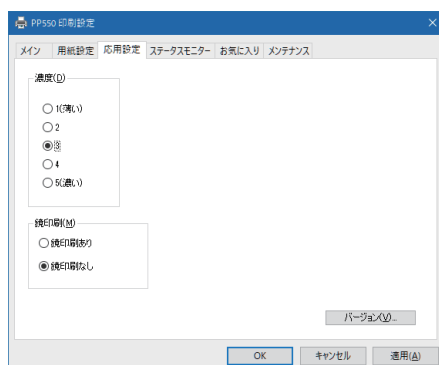 PP550 印刷設定
メイン 用紙設定 応用設定 ステータスモニター お気に入り メンテナンス
濃度(D)
1(薄い)
2
3
4
5(濃い)
鏡印刷(M)
鏡印刷あり
鏡印刷なし
バージョン(V)...
OK キャンセル 適用(A)